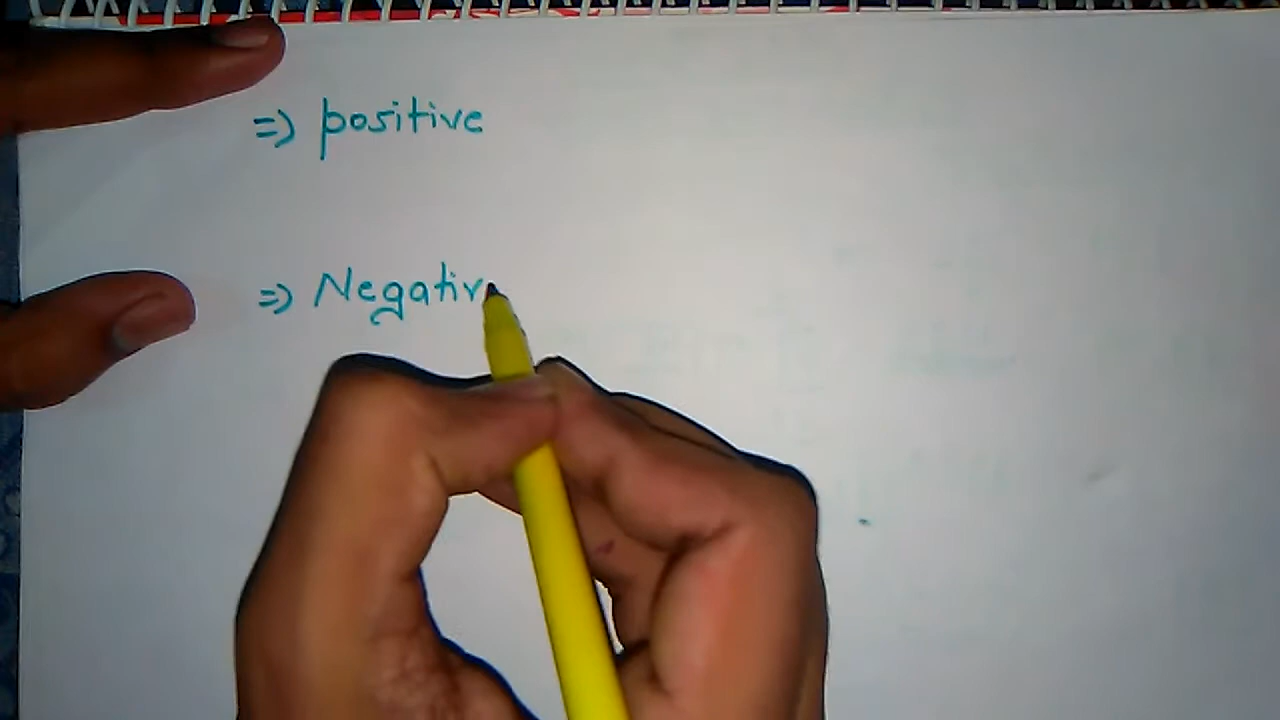 => positive
=> Negativ